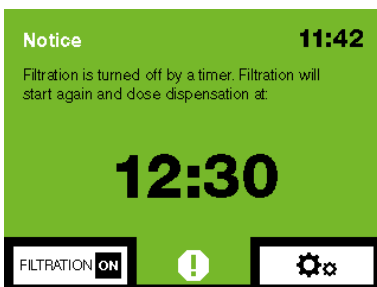 Notice 11:42
Filtration is turned off by a timer. Filtration will
start again and dose dispensation at:
12:30
FILTRATION ON